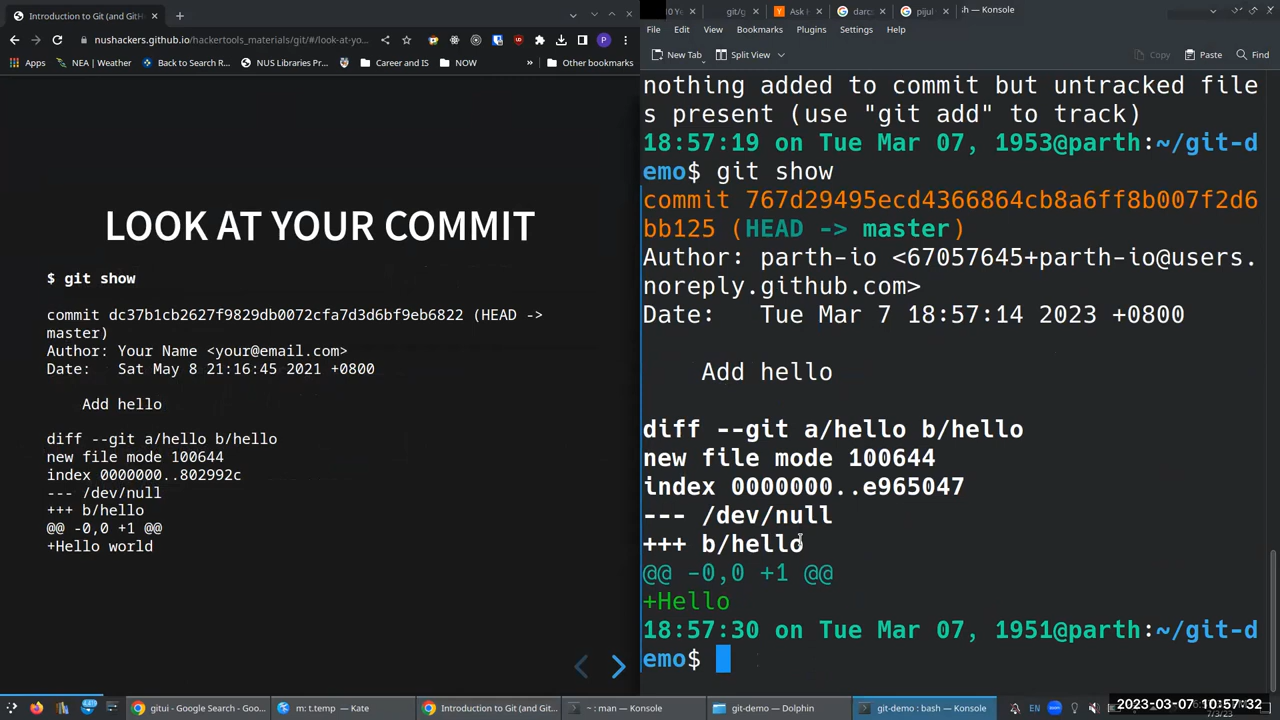 Introduction to Git (and GitH
nushackers.github.io/hackertools_materials/git/#/look-at-yo...
Apps
NEA | Weather
Back to Search R...
NUS Libraries Pr...
Career and IS
NOW
»
Other bookmarks
LOOK AT YOUR COMMIT
$ git show
commit dc37b1cb2627f9829db0072cfa7d3d6bf9eb6822 (HEAD ->
master)
Author: Your Name <your@email.com>
Date:   Sat May 8 21:16:45 2021 +0800
Add hello
diff --git a/hello b/hello
new file mode 100644
index 0000000..802992c
--- /dev/null
+++ b/hello
@@ -0,0 +1 @@
+Hello world
git/g
Ask H
darcs
pijul
sh — Konsole
File Edit View Bookmarks Plugins Settings Help
New Tab Split View Copy Paste Find
nothing added to commit but untracked file
s present (use "git add" to track)
18:57:19 on Tue Mar 07, 1953@parth:~/git-d
emo$ git show
commit 767d29495ecd4366864cb8a6ff8b007f2d6
bb125 (HEAD -> master)
Author: parth-io <67057645+parth-io@users.
noreply.github.com>
Date:   Tue Mar 7 18:57:14 2023 +0800
Add hello
diff --git a/hello b/hello
new file mode 100644
index 0000000..e965047
--- /dev/null
+++ b/hello
@@ -0,0 +1 @@
+Hello
18:57:30 on Tue Mar 07, 1951@parth:~/git-d
emo$
gitui - Google Search - Goo...
m: t.temp — Kate
Introduction to Git (and Git...
~ : man — Konsole
git-demo — Dolphin
git-demo : bash — Konsole
EN
2023-03-07 10:57:32
7/3/23